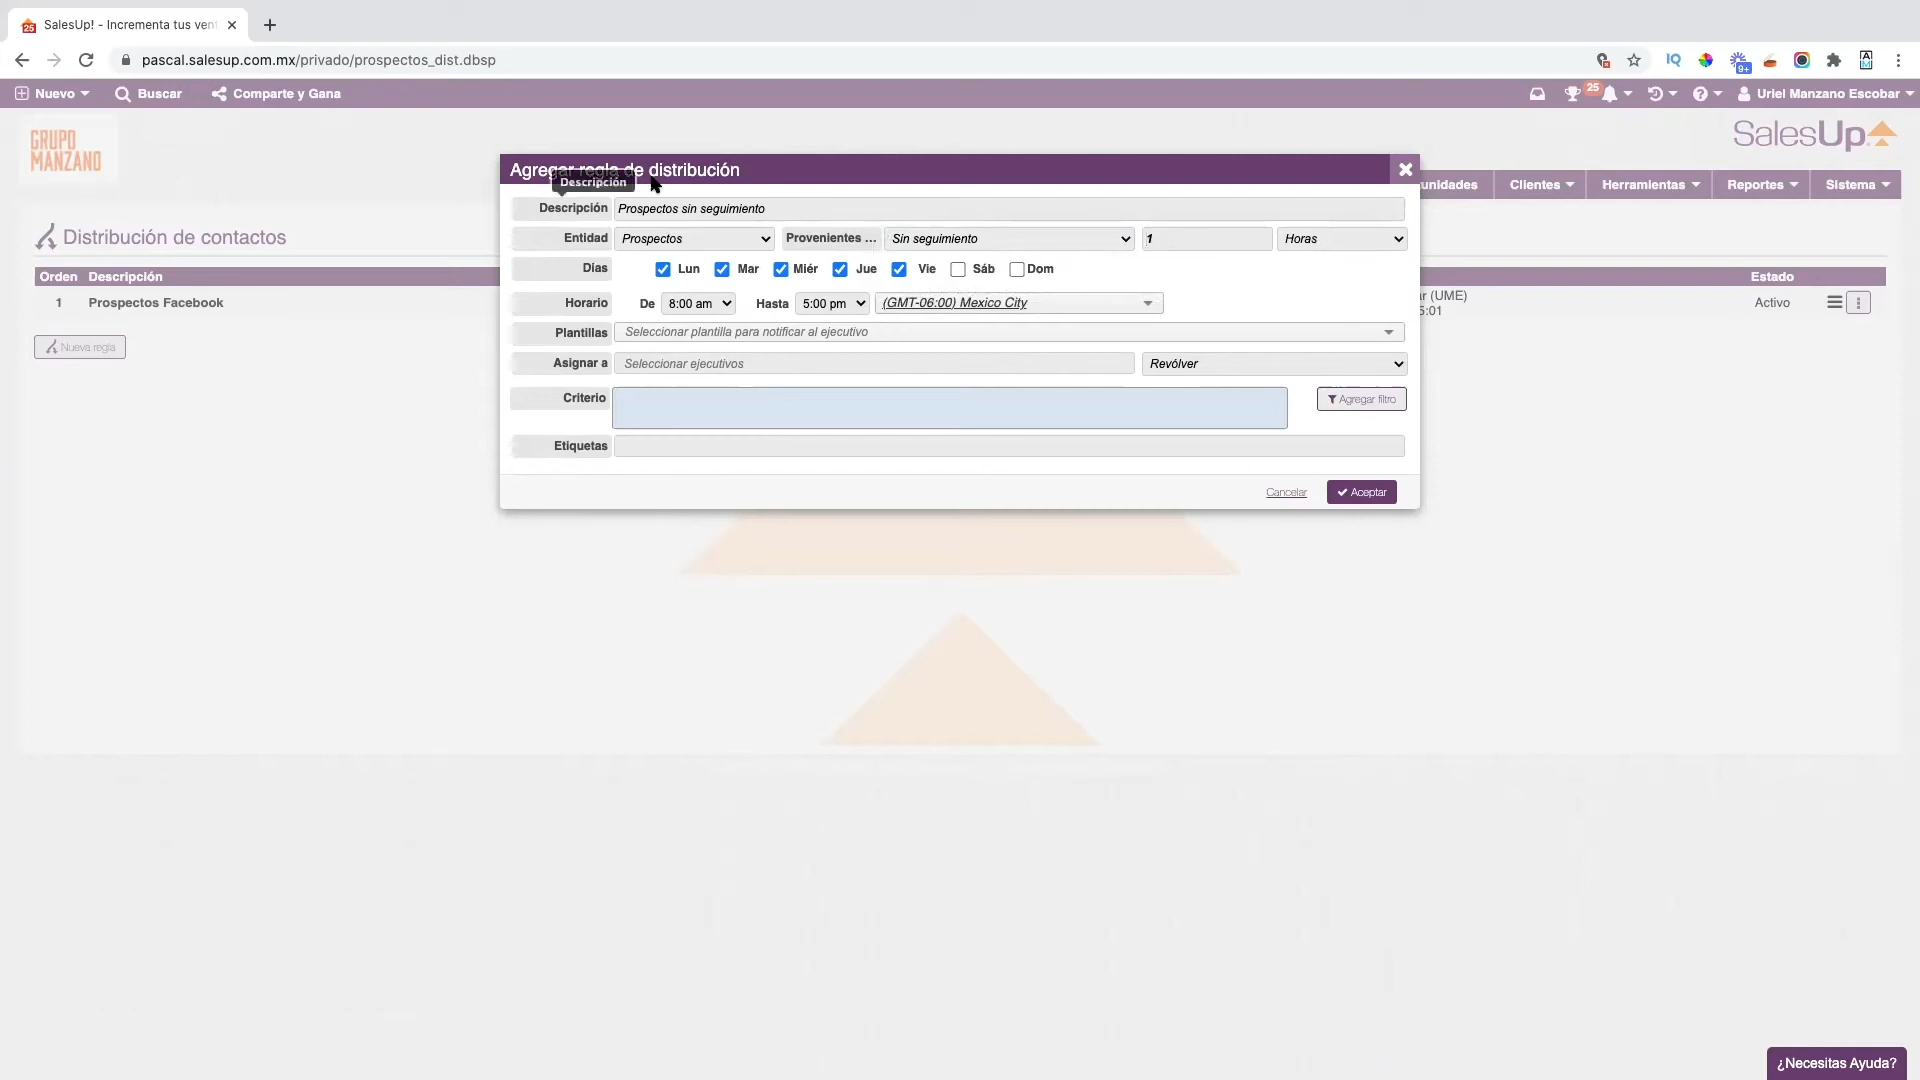 SalesUp! - Incrementa tus ven
pascal.salesup.com.mx/privado/prospectos_dist.dbsp
IQ
9+
Nuevo
Buscar
Comparte y Gana
25
Uriel Manzano Escobar
GRUPO
MANZANO
SalesUp
Agregar regla de distribución
Descripción
unidades
Clientes
Herramientas
Reportes
Sistema
Descripción
Prospectos sin seguimiento
Entidad
Prospectos
Provenientes ...
Sin seguimiento
1
Horas
Distribución de contactos
Días
Lun
Mar
Miér
Jue
Vie
Sáb
Dom
Orden
Descripción
Estado
1
Prospectos Facebook
Horario
De
8:00 am
Hasta
5:00 pm
(GMT-06:00) Mexico City
r (UME)
5:01
Activo
Plantillas
Seleccionar plantilla para notificar al ejecutivo
Nueva regla
Asignar a
Seleccionar ejecutivos
Revólver
Criterio
Agregar filtro
Etiquetas
Cancelar
Aceptar
¿Necesitas Ayuda?